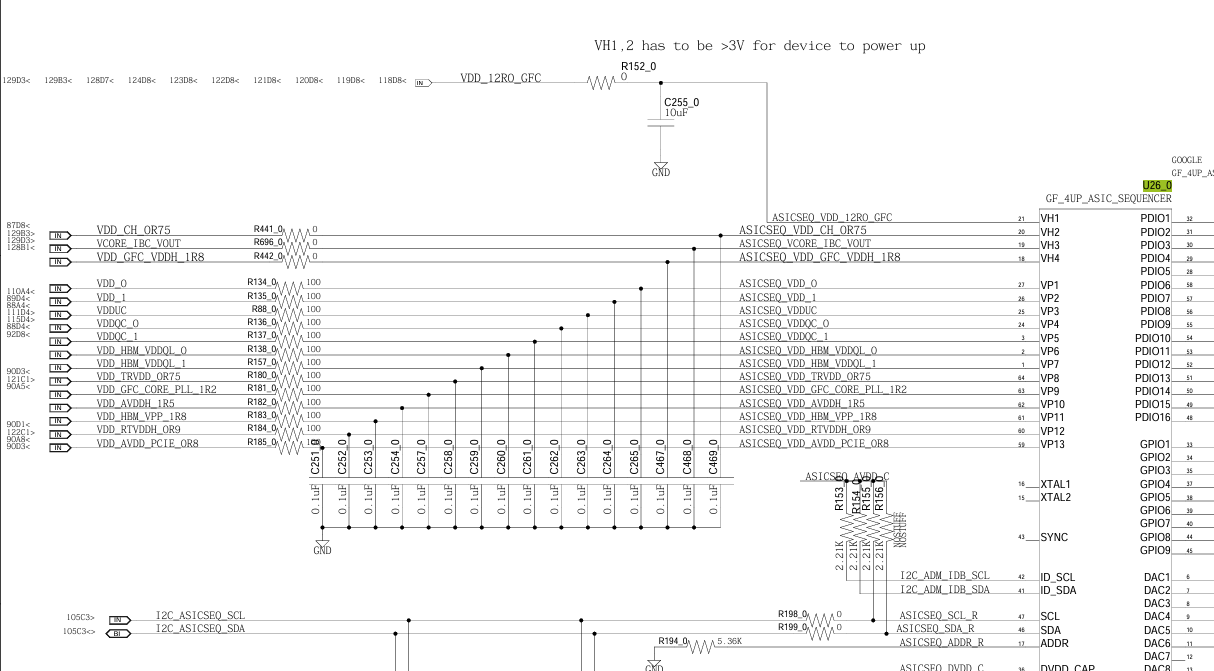 VH1,2 has to be >3V for device to power up
129D3< 129B3< 128D7< 124D8< 123D8< 122D8< 121D8< 120D8< 119D8< 118D8< IN VDD_12R0_GFC R152_0 0
C255_0
10uF
GND
GOOGLE
U26_0
GF_4UP_ASIC_SEQUENCER
ASICSEQ_VDD_12R0_GFC 21 VH1 PDIO1 32
87D8<
129B3>
129D3>
128B1<
IN VDD_CH_0R75 R441_0 0 ASICSEQ_VDD_CH_0R75 20 VH2 PDIO2 31
IN VCORE_IBC_VOUT R696_0 0 ASICSEQ_VCORE_IBC_VOUT 19 VH3 PDIO3 30
IN VDD_GFC_VDDH_1R8 R442_0 0 ASICSEQ_VDD_GFC_VDDH_1R8 18 VH4 PDIO4 29
PDIO5 28
110A4<
89D4<
88A4<
111D4>
115D4>
88D4<
92D8<
IN VDD_0 R134_0 100 ASICSEQ_VDD_0 27 VP1 PDIO6 58
IN VDD_1 R135_0 100 ASICSEQ_VDD_1 26 VP2 PDIO7 57
IN VDDUC R88_0 100 ASICSEQ_VDDUC 25 VP3 PDIO8 56
IN VDDQC_0 R136_0 100 ASICSEQ_VDDQC_0 24 VP4 PDIO9 55
IN VDDQC_1 R137_0 100 ASICSEQ_VDDQC_1 3 VP5 PDIO10 54
IN VDD_HBM_VDDQL_0 R138_0 100 ASICSEQ_VDD_HBM_VDDQL_0 2 VP6 PDIO11 53
IN VDD_HBM_VDDQL_1 R157_0 100 ASICSEQ_VDD_HBM_VDDQL_1 1 VP7 PDIO12 52
90D3<
121C1>
90A5<
IN VDD_TRVDD_0R75 R180_0 100 ASICSEQ_VDD_TRVDD_0R75 64 VP8 PDIO13 51
IN VDD_GFC_CORE_PLL_1R2 R181_0 100 ASICSEQ_VDD_GFC_CORE_PLL_1R2 63 VP9 PDIO14 50
IN VDD_AVDDH_1R5 R182_0 100 ASICSEQ_VDD_AVDDH_1R5 62 VP10 PDIO15 49
IN VDD_HBM_VPP_1R8 R183_0 100 ASICSEQ_VDD_HBM_VPP_1R8 61 VP11 PDIO16 48
90D1<
122C1>
90A8<
90D3<
IN VDD_RTVDDH_0R9 R184_0 100 ASICSEQ_VDD_RTVDDH_0R9 60 VP12
IN VDD_AVDD_PCIE_0R8 R185_0 100 ASICSEQ_VDD_AVDD_PCIE_0R8 59 VP13 GPIO1 33
C251_0 C252_0 C253_0 C254_0 C257_0 C258_0 C259_0 C260_0 C261_0 C262_0 C263_0 C264_0 C265_0 C467_0 C468_0 C469_0
0.1uF 0.1uF 0.1uF 0.1uF 0.1uF 0.1uF 0.1uF 0.1uF 0.1uF 0.1uF 0.1uF 0.1uF 0.1uF 0.1uF 0.1uF 0.1uF
GND
GPIO2 34
GPIO3 35
ASICSEQ_AVDD_C
R153_0 R154_0 R155_0 R156_0
2.21K 2.21K 2.21K 2.21K
NOSTUFF
NOSTUFF
16 XTAL1 GPIO4 37
15 XTAL2 GPIO5 38
GPIO6 39
GPIO7 40
43 SYNC GPIO8 44
GPIO9 45
I2C_ADM_IDB_SCL 42 ID_SCL DAC1 6
I2C_ADM_IDB_SDA 41 ID_SDA DAC2 7
DAC3 8
105C3> IN I2C_ASICSEQ_SCL R198_0 0 ASICSEQ_SCL_R 47 SCL DAC4 9
105C3<> BI I2C_ASICSEQ_SDA R199_0 0 ASICSEQ_SDA_R 46 SDA DAC5 10
R194_0 5.36K ASICSEQ_ADDR_R 17 ADDR DAC6 11
DAC7 12
GND ASICSEQ_DVDD_C 36 DVDD_CAP DAC8 13